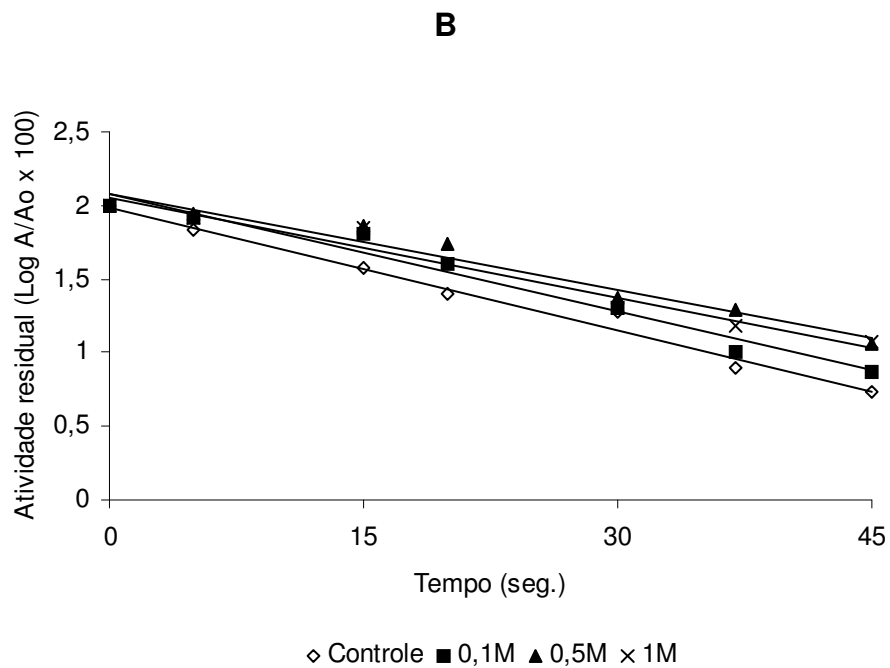 B
Atividade residual (Log A/Ao x 100)
2,5
2
1,5
1
0,5
0
0 15 30 45
Tempo (seg.)
Controle 0,1M 0,5M 1M